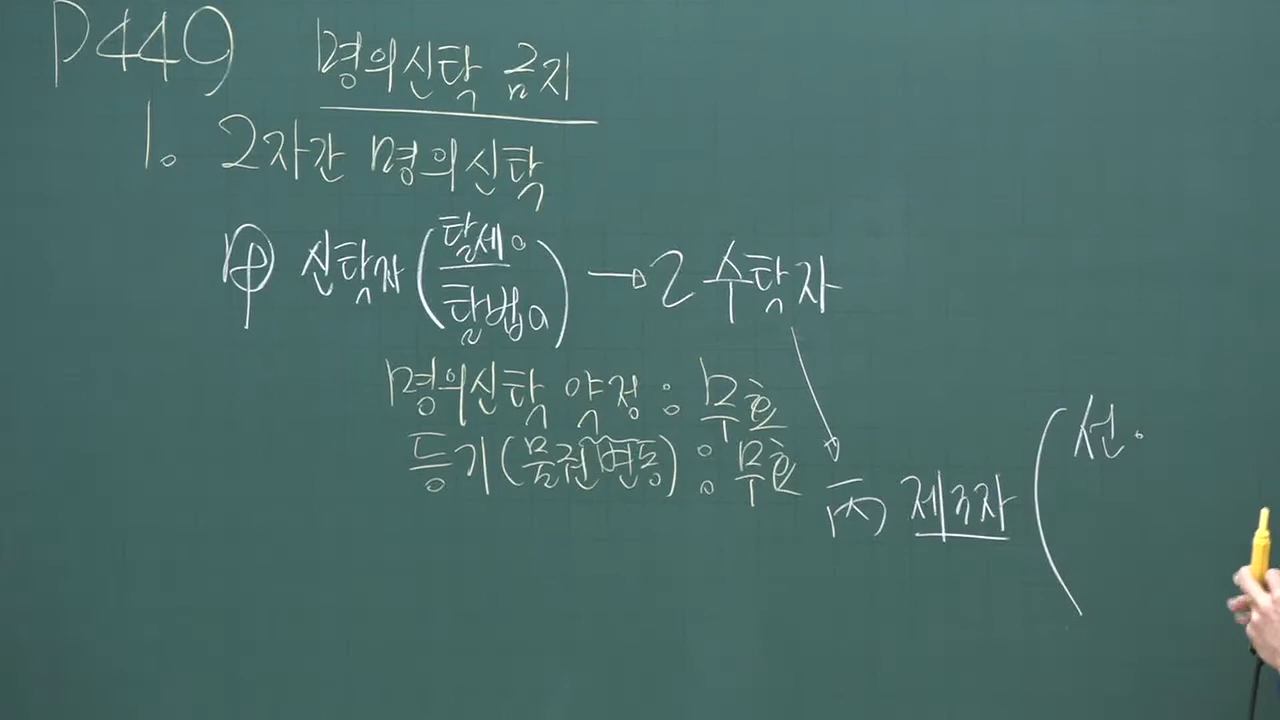 P449 명의신탁 금지
1. 2자간 명의신탁
甲 신탁자 (탈세 ㅇ 탈법 ㅇ) → 乙 수탁자
명의신탁 약정 : 무효
등기(물권변동) : 무효
丙 제3자 (선·